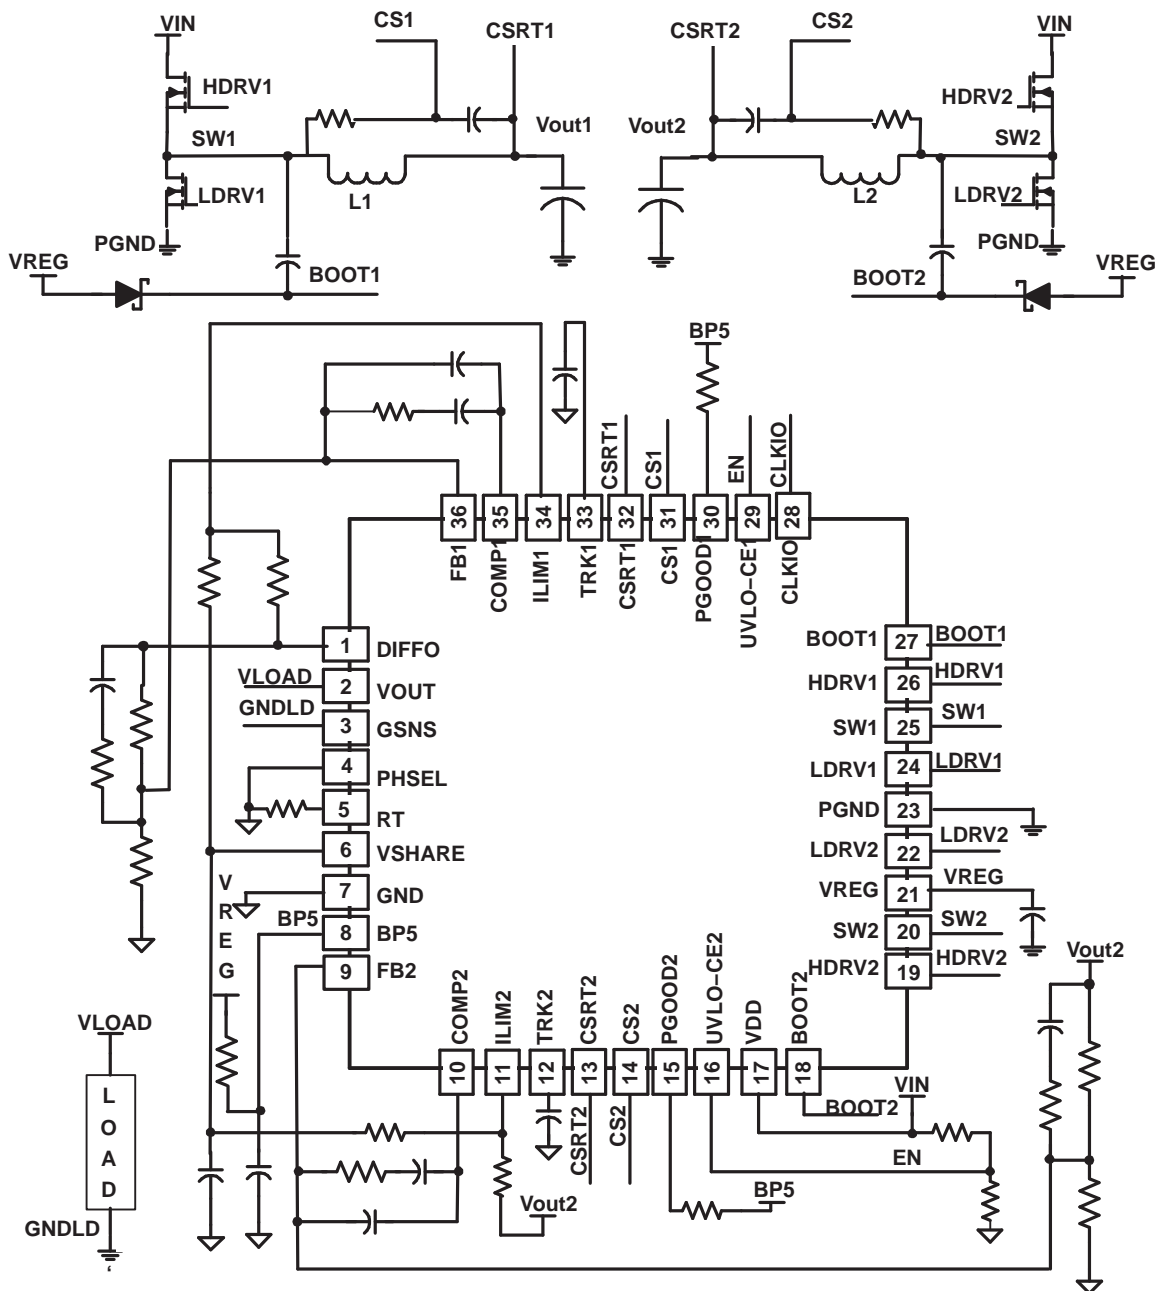 VIN
CS1
CSRT1
CSRT2
CS2
VIN
HDRV1
HDRV2
SW1
Vout1
Vout2
SW2
LDRV1
L1
L2
LDRV2
PGND
PGND
VREG
BOOT1
BOOT2
VREG
BP5
CSRT1
CS1
EN
CLKIO
36
35
34
33
32
31
30
29
28
FB1
COMP1
ILIM1
TRK1
CSRT1
CS1
PGOOD1
UVLO–CE1
CLKIO
1 DIFFO
VLOAD 2 VOUT
GNDLD 3 GSNS
4 PHSEL
5 RT
6 VSHARE
7 GND
BP5 8 BP5
9 FB2
VREG
BOOT1 27 BOOT1
HDRV1 26 HDRV1
SW1 25 SW1
LDRV1 24 LDRV1
PGND 23
LDRV2 22 LDRV2
VREG 21 VREG
SW2 20 SW2
HDRV2 19 HDRV2
Vout2
COMP2
ILIM2
TRK2
CSRT2
CS2
PGOOD2
UVLO–CE2
VDD
BOOT2
10
11
12
13
14
15
16
17
18
CSRT2
CS2
BOOT2
VIN
EN
BP5
Vout2
VLOAD
LOAD
GNDLD